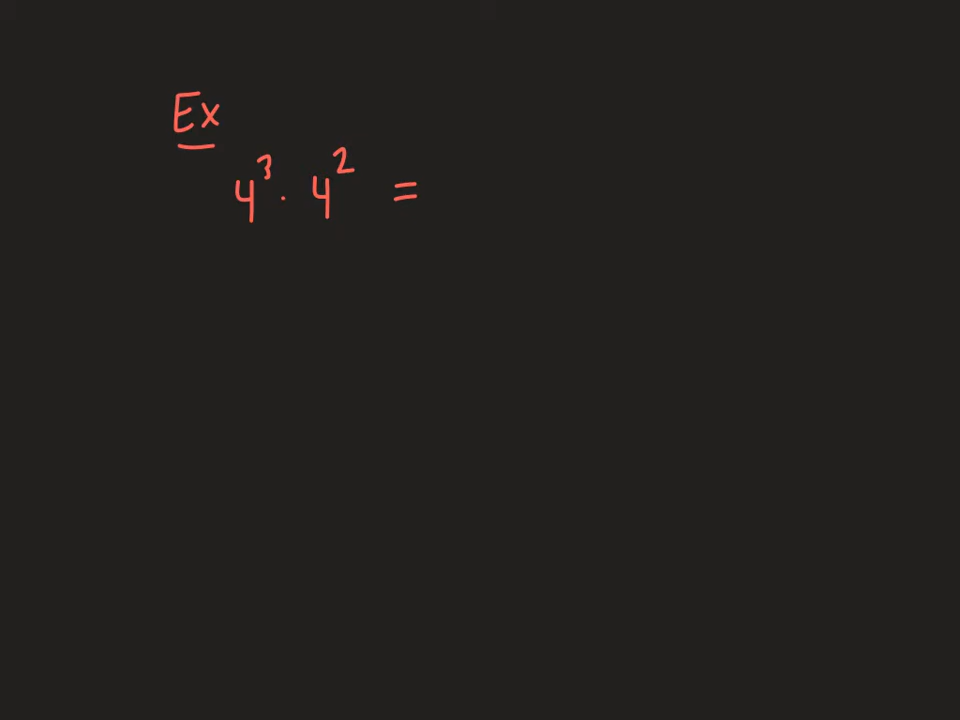 Ex
4³ · 4² =